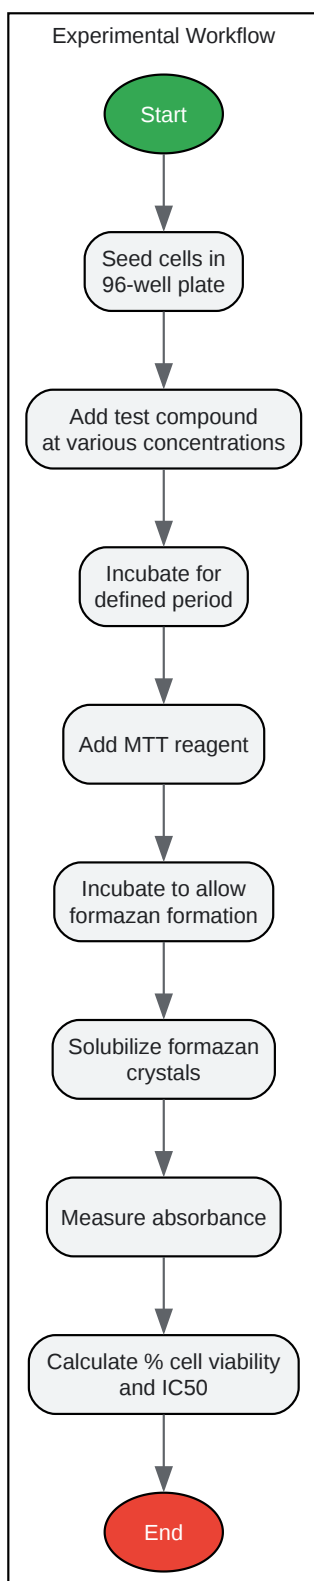 Experimental Workflow
Start
Seed cells in
96-well plate
Add test compound
at various concentrations
Incubate for
defined period
Add MTT reagent
Incubate to allow
formazan formation
Solubilize formazan
crystals
Measure absorbance
Calculate % cell viability
and IC50
End